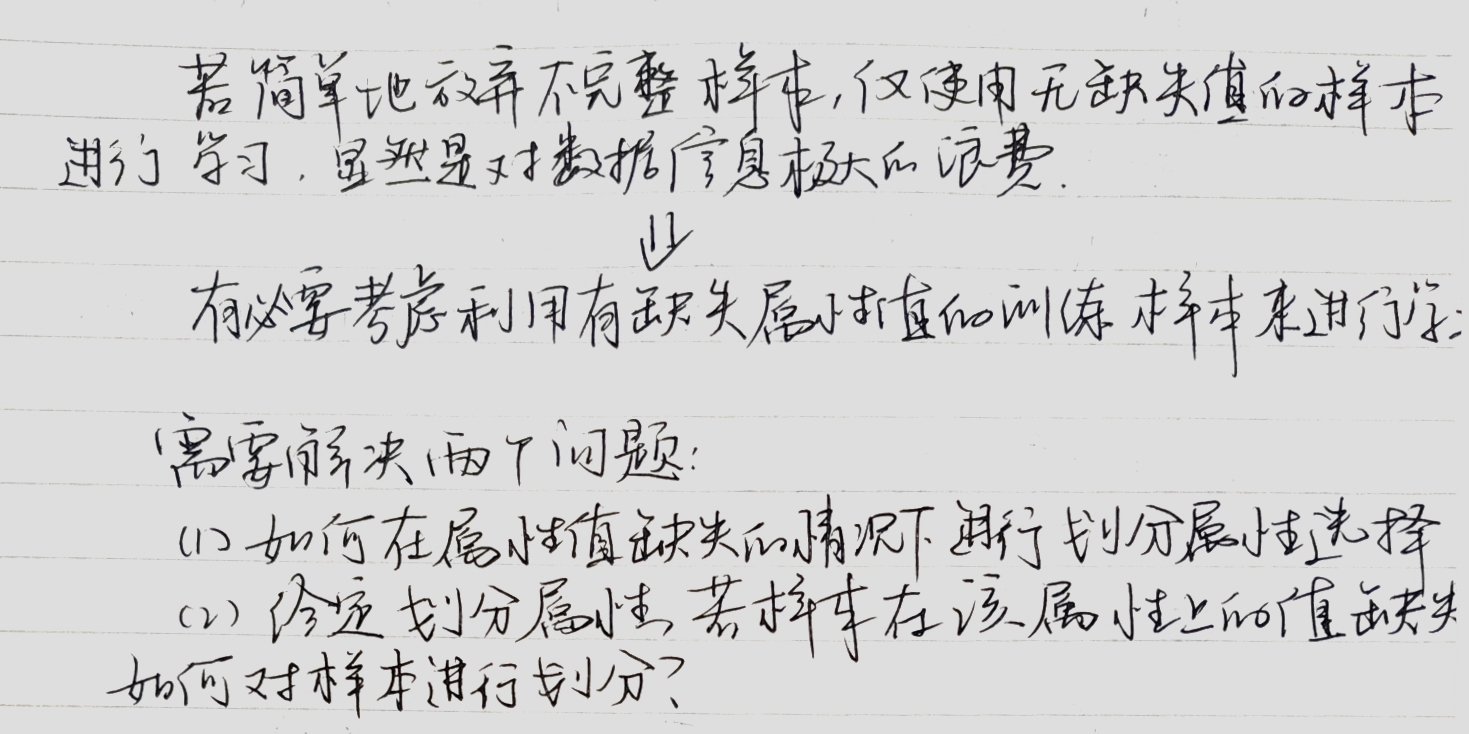 若简单地放弃不完整样本,仅使用无缺失值的样本
进行学习,显然是对数据信息极大的浪费.
⇓
有必要考虑利用有缺失属性值的训练样本来进行学
需要解决两个问题:
(1) 如何在属性值缺失的情况下进行划分属性选择
(2) 给定划分属性,若样本在该属性上的值缺失
如何对样本进行划分?